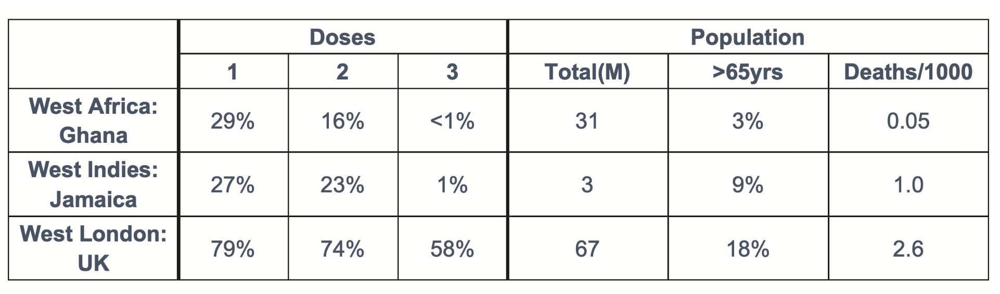 Doses Population
1 2 3 Total(M) >65yrs Deaths/1000
West Africa:
Ghana 29% 16% <1% 31 3% 0.05
West Indies:
Jamaica 27% 23% 1% 3 9% 1.0
West London:
UK 79% 74% 58% 67 18% 2.6